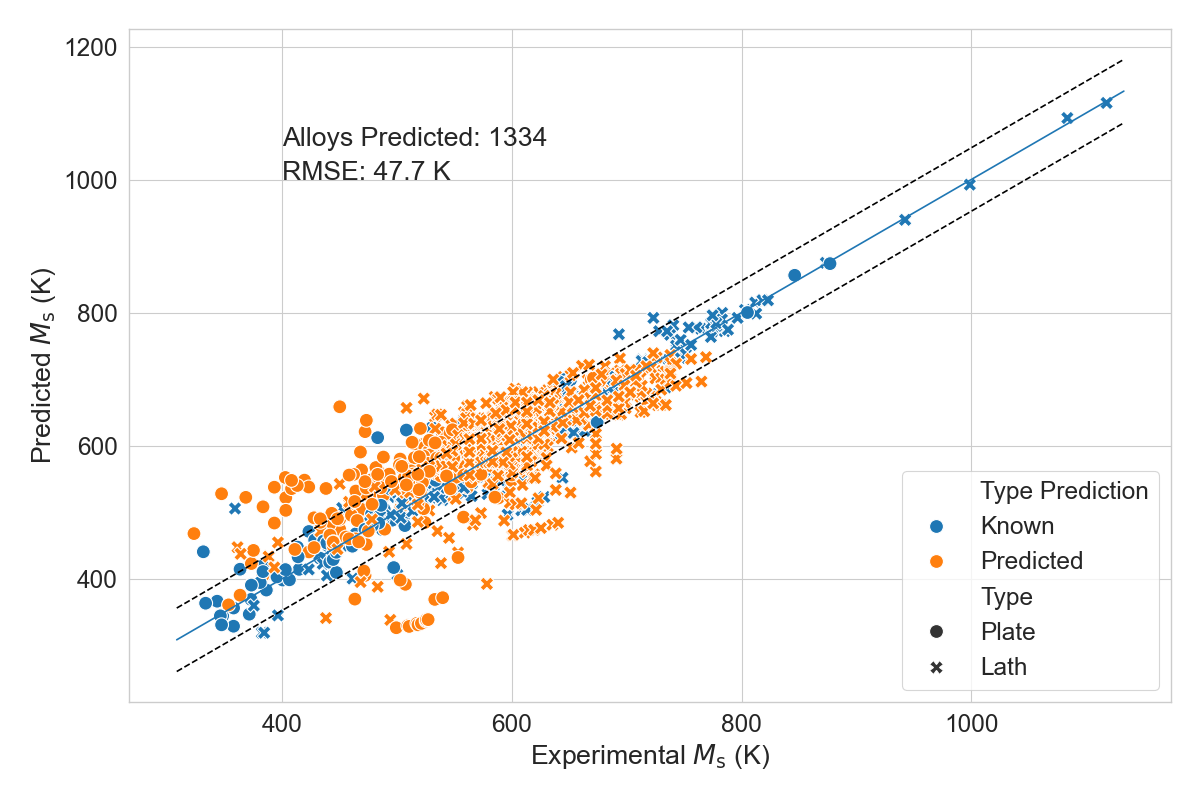 1200
1000
800
600
400
Predicted Ms (K)
Alloys Predicted: 1334
RMSE: 47.7 K
Type Prediction
Known
Predicted
Type
Plate
Lath
400 600 800 1000
Experimental Ms (K)